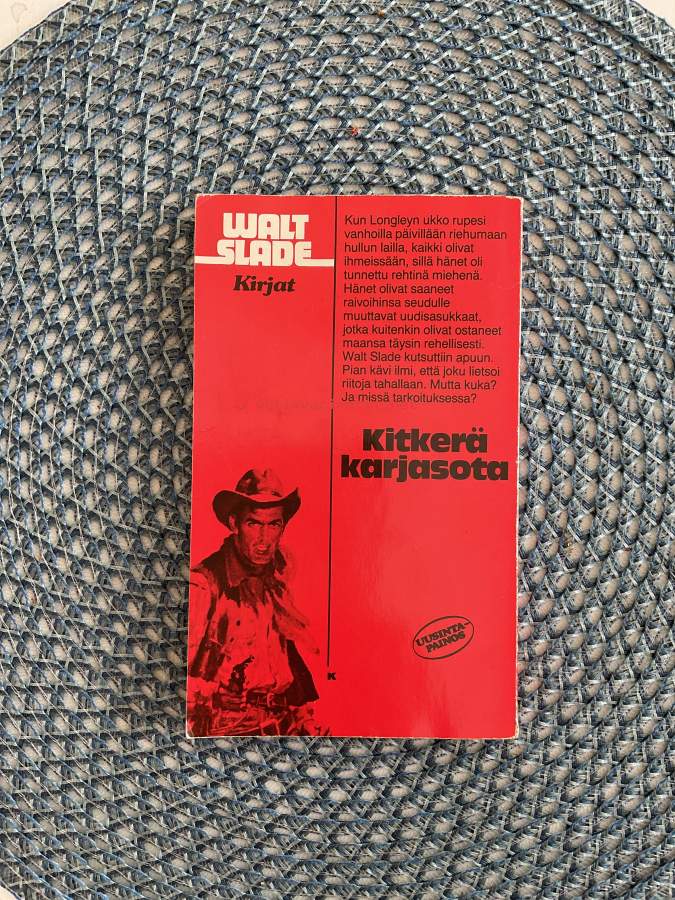 WALT
SLADE
Kirjat
Kun Longleyn ukko rupesi
vanhoilla päivillään riehumaan
hullun lailla, kaikki olivat
ihmeissään, sillä hänet oli
tunnettu rehtinä miehenä.
Hänet olivat saaneet
raivoihinsa seudulle
muuttavat uudisasukkaat,
jotka kuitenkin olivat ostaneet
maansa täysin rehellisesti.
Walt Slade kutsuttiin apuun.
Pian kävi ilmi, että joku lietsoi
riitoja tahallaan. Mutta kuka?
Ja missä tarkoituksessa?
Kitkerä
karjasota
UUSINTA-
PAINOS
K